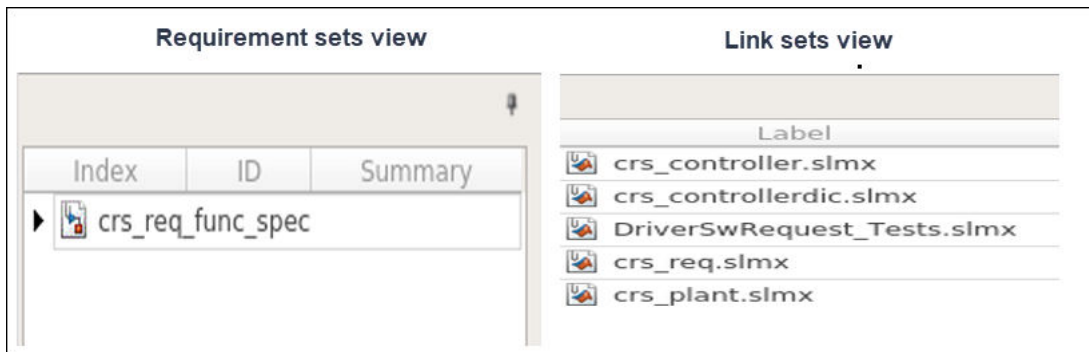 Requirement sets view
Index ID Summary
crs_req_func_spec
Link sets view
Label
crs_controller.slmx
crs_controllerdic.slmx
DriverSwRequest_Tests.slmx
crs_req.slmx
crs_plant.slmx